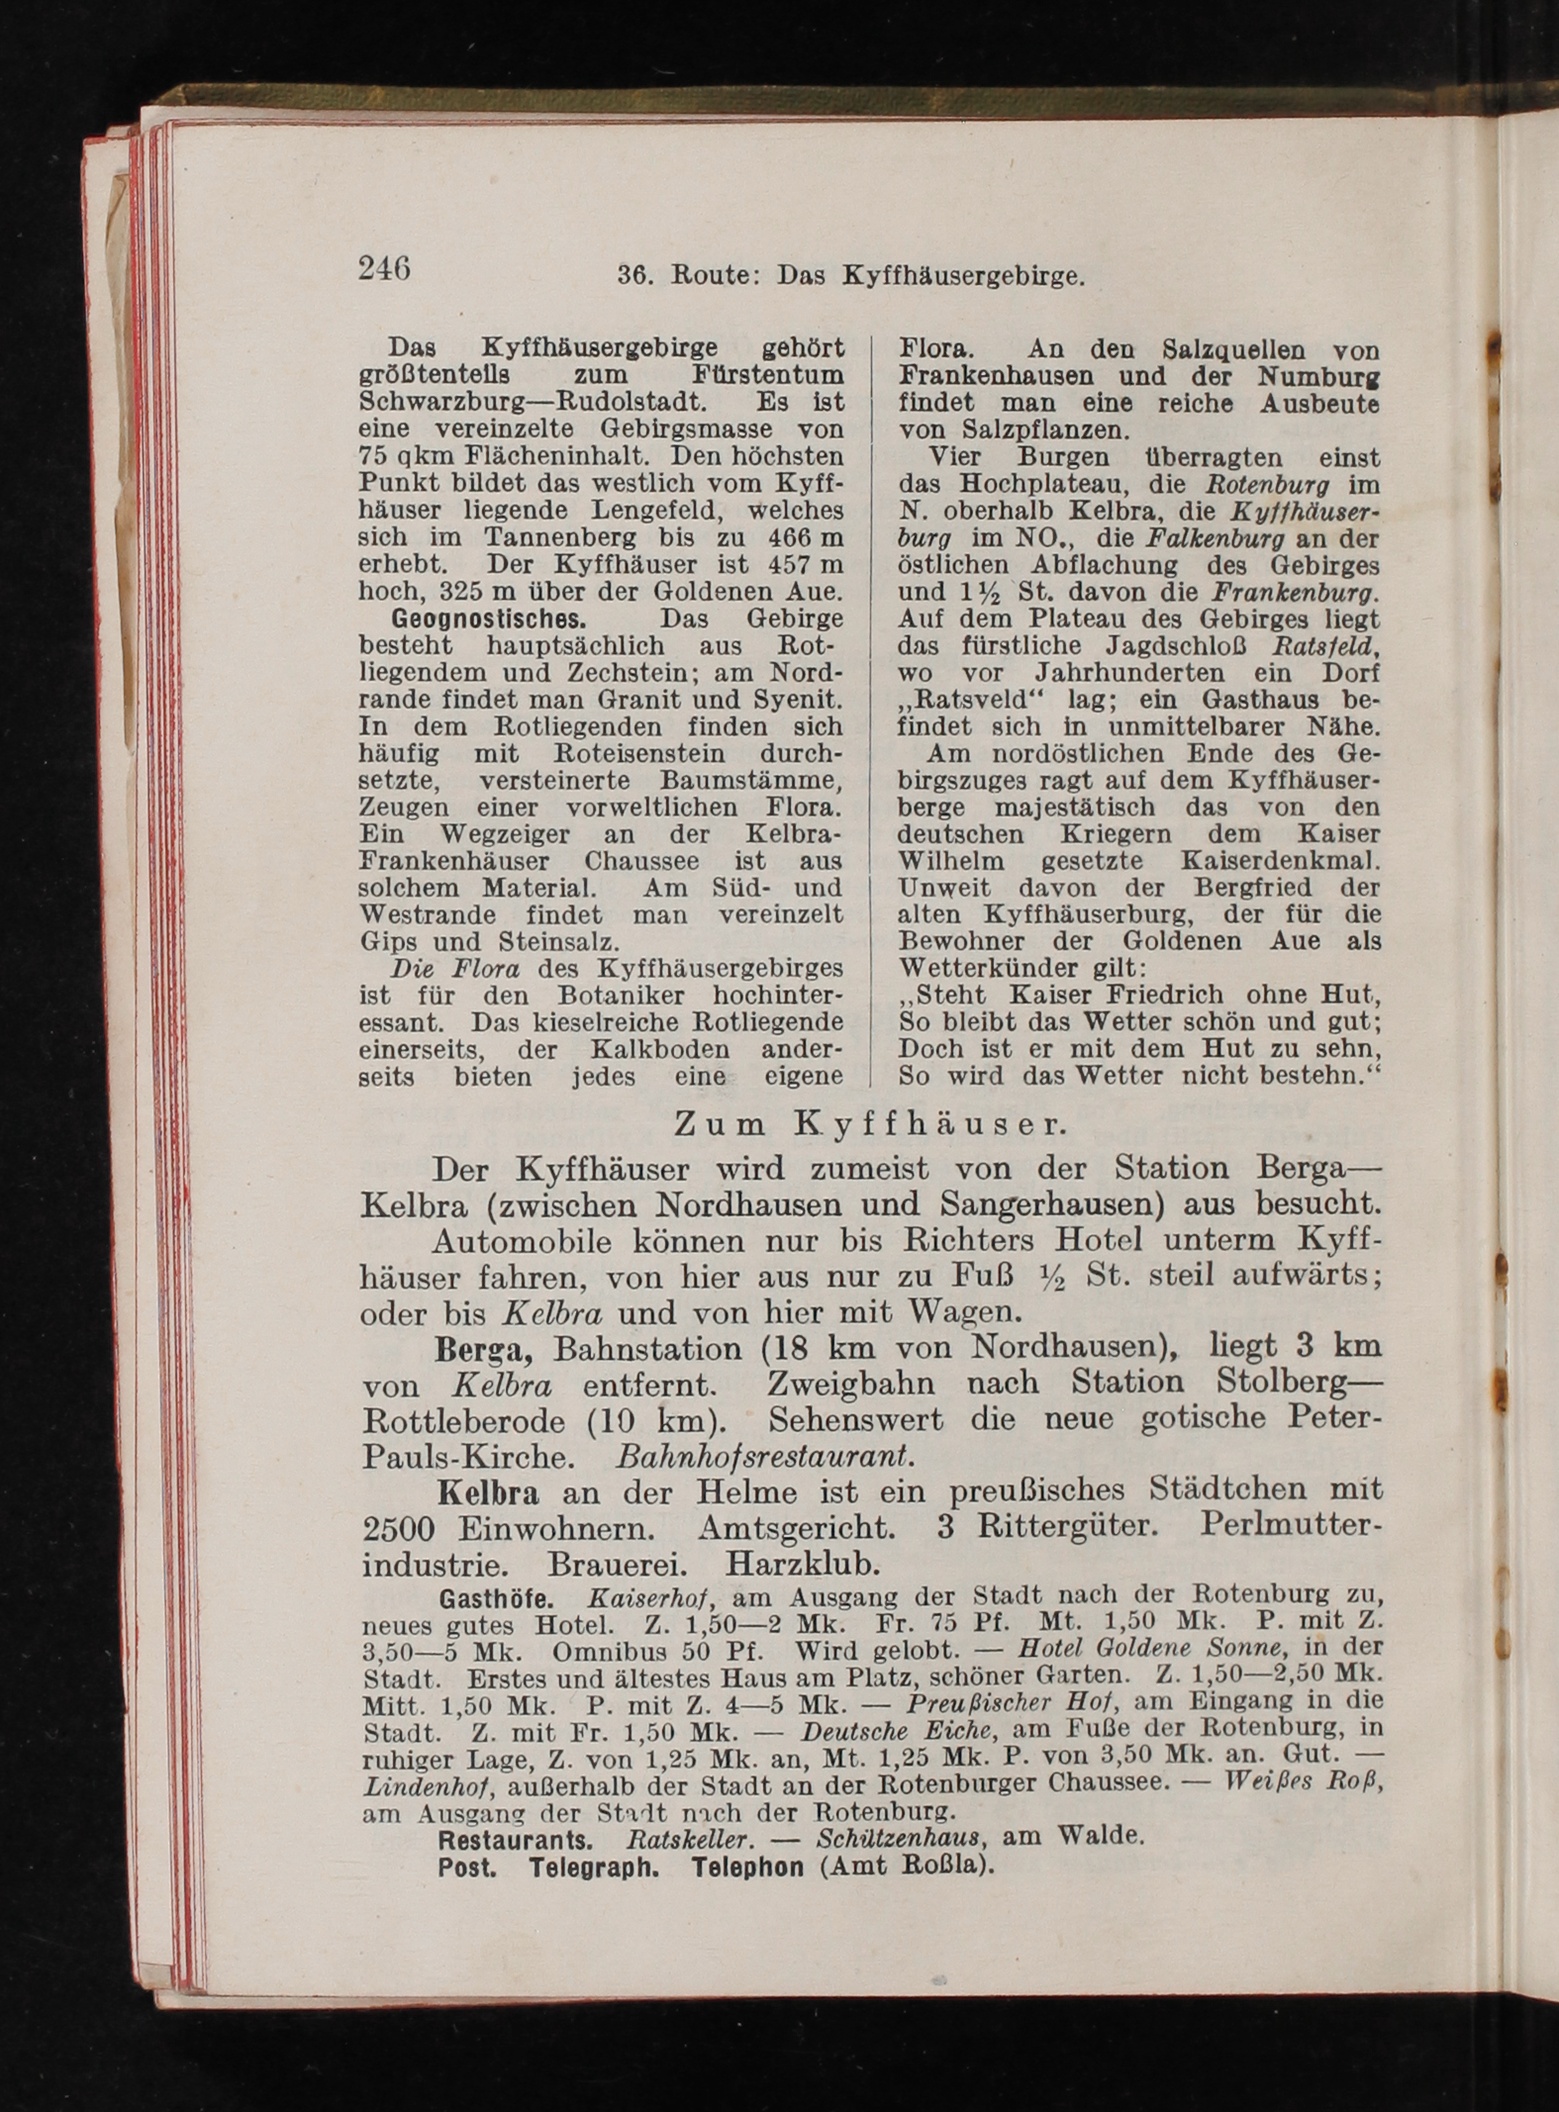 246
36. Route: Das Kyffhäusergebirge.
Das Kyffhäusergebirge gehört
größtenteils zum Fürstentum
Schwarzburg—Rudolstadt. Es ist
eine vereinzelte Gebirgsmasse von
75 qkm Flächeninhalt. Den höchsten
Punkt bildet das westlich vom Kyff-
häuser liegende Lengefeld, welches
sich im Tannenberg bis zu 466 m
erhebt. Der Kyffhäuser ist 457 m
hoch, 325 m über der Goldenen Aue.
Geognostisches. Das Gebirge
besteht hauptsächlich aus Rot-
liegendem und Zechstein; am Nord-
rande findet man Granit und Syenit.
In dem Rotliegenden finden sich
häufig mit Roteisenstein durch-
setzte, versteinerte Baumstämme,
Zeugen einer vorweltlichen Flora.
Ein Wegzeiger an der Kelbra-
Frankenhäuser Chaussee ist aus
solchem Material. Am Süd- und
Westrande findet man vereinzelt
Gips und Steinsalz.
Die Flora des Kyffhäusergebirges
ist für den Botaniker hochinter-
essant. Das kieselreiche Rotliegende
einerseits, der Kalkboden ander-
seits bieten jedes eine eigene
Flora. An den Salzquellen von
Frankenhausen und der Numburg
findet man eine reiche Ausbeute
von Salzpflanzen.
Vier Burgen überragten einst
das Hochplateau, die Rotenburg im
N. oberhalb Kelbra, die Kyffhäuser-
burg im NO., die Falkenburg an der
östlichen Abflachung des Gebirges
und 1½ St. davon die Frankenburg.
Auf dem Plateau des Gebirges liegt
das fürstliche Jagdschloß Ratsfeld,
wo vor Jahrhunderten ein Dorf
„Ratsveld“ lag; ein Gasthaus be-
findet sich in unmittelbarer Nähe.
Am nordöstlichen Ende des Ge-
birgszuges ragt auf dem Kyffhäuser-
berge majestätisch das von den
deutschen Kriegern dem Kaiser
Wilhelm gesetzte Kaiserdenkmal.
Unweit davon der Bergfried der
alten Kyffhäuserburg, der für die
Bewohner der Goldenen Aue als
Wetterkünder gilt:
„Steht Kaiser Friedrich ohne Hut,
So bleibt das Wetter schön und gut;
Doch ist er mit dem Hut zu sehn,
So wird das Wetter nicht bestehn.“
Zum Kyffhäuser.
Der Kyffhäuser wird zumeist von der Station Berga—
Kelbra (zwischen Nordhausen und Sangerhausen) aus besucht.
Automobile können nur bis Richters Hotel unterm Kyff-
häuser fahren, von hier aus nur zu Fuß ½ St. steil aufwärts;
oder bis Kelbra und von hier mit Wagen.
Berga, Bahnstation (18 km von Nordhausen), liegt 3 km
von Kelbra entfernt. Zweigbahn nach Station Stolberg—
Rottleberode (10 km). Sehenswert die neue gotische Peter-
Pauls-Kirche. Bahnhofsrestaurant.
Kelbra an der Helme ist ein preußisches Städtchen mit
2500 Einwohnern. Amtsgericht. 3 Rittergüter. Perlmutter-
industrie. Brauerei. Harzklub.
Gasthöfe. Kaiserhof, am Ausgang der Stadt nach der Rotenburg zu,
neues gutes Hotel. Z. 1,50—2 Mk. Fr. 75 Pf. Mt. 1,50 Mk. P. mit Z.
3,50—5 Mk. Omnibus 50 Pf. Wird gelobt. — Hotel Goldene Sonne, in der
Stadt. Erstes und ältestes Haus am Platz, schöner Garten. Z. 1,50—2,50 Mk.
Mitt. 1,50 Mk. P. mit Z. 4—5 Mk. — Preußischer Hof, am Eingang in die
Stadt. Z. mit Fr. 1,50 Mk. — Deutsche Eiche, am Fuße der Rotenburg, in
ruhiger Lage, Z. von 1,25 Mk. an, Mt. 1,25 Mk. P. von 3,50 Mk. an. Gut. —
Lindenhof, außerhalb der Stadt an der Rotenburger Chaussee. — Weißes Roß,
am Ausgang der Stadt nach der Rotenburg.
Restaurants. Ratskeller. — Schützenhaus, am Walde.
Post. Telegraph. Telephon (Amt Roßla).